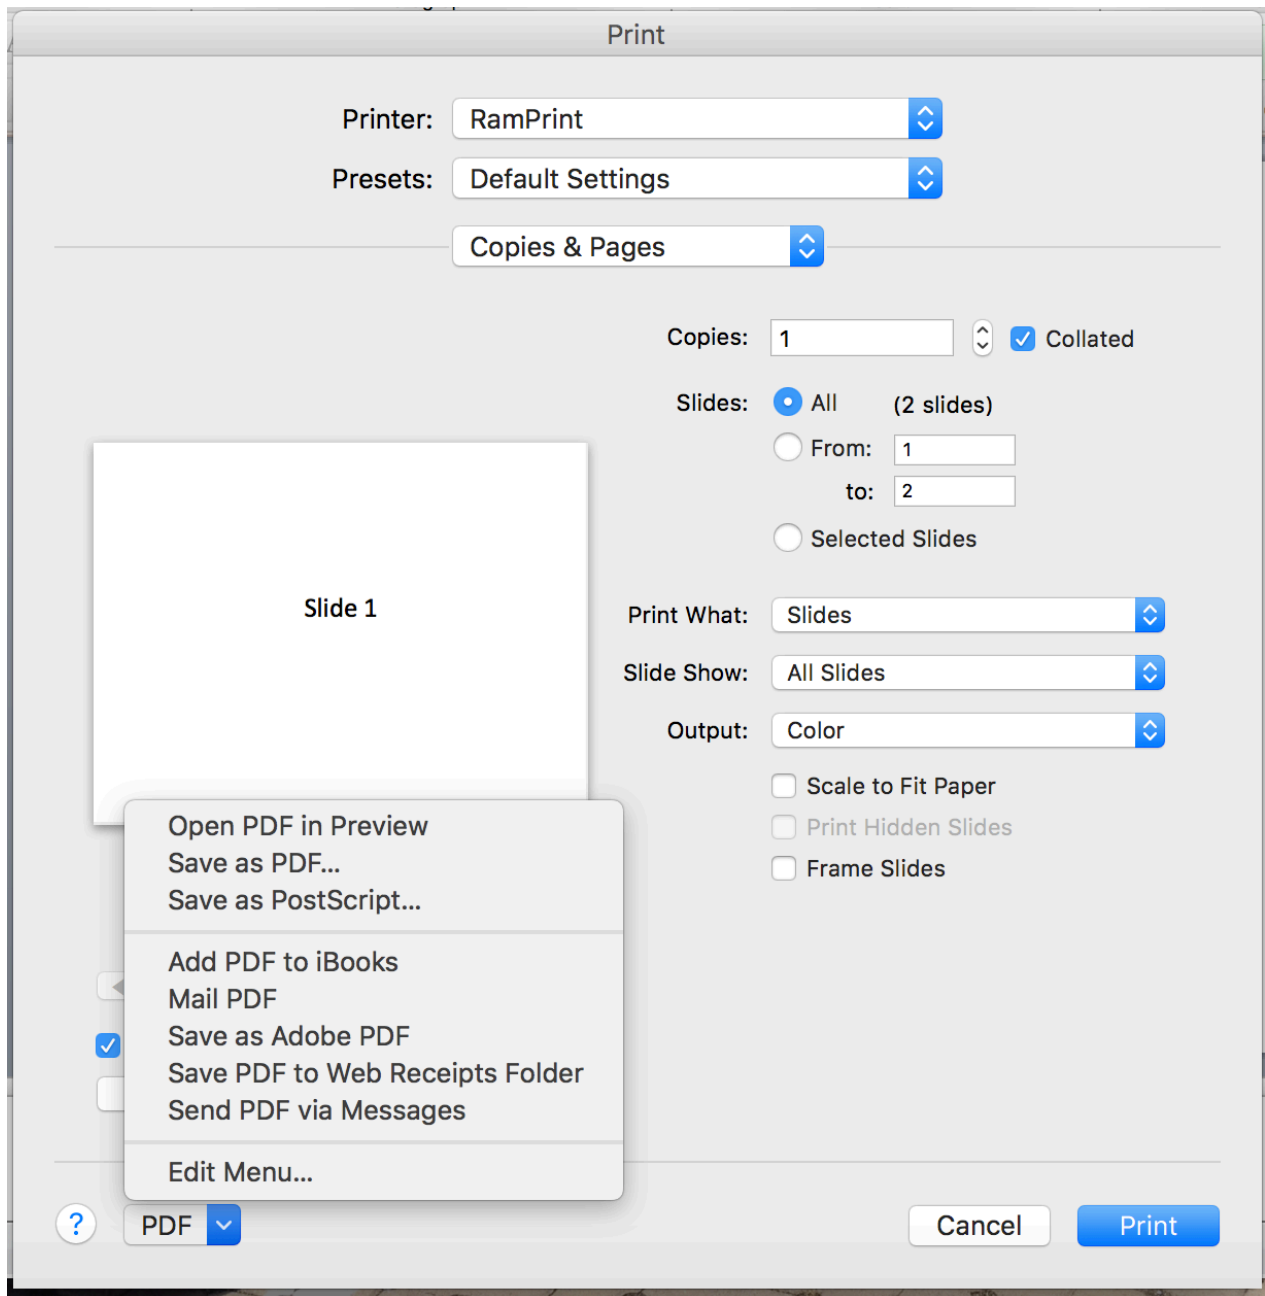 Print
Printer: RamPrint
Presets: Default Settings
Copies & Pages
Copies: 1 Collated
Slides: All (2 slides)
From: 1
to: 2
Selected Slides
Slide 1
Print What: Slides
Slide Show: All Slides
Output: Color
Scale to Fit Paper
Print Hidden Slides
Frame Slides
Open PDF in Preview
Save as PDF...
Save as PostScript...
Add PDF to iBooks
Mail PDF
Save as Adobe PDF
Save PDF to Web Receipts Folder
Send PDF via Messages
Edit Menu...
? PDF Cancel Print